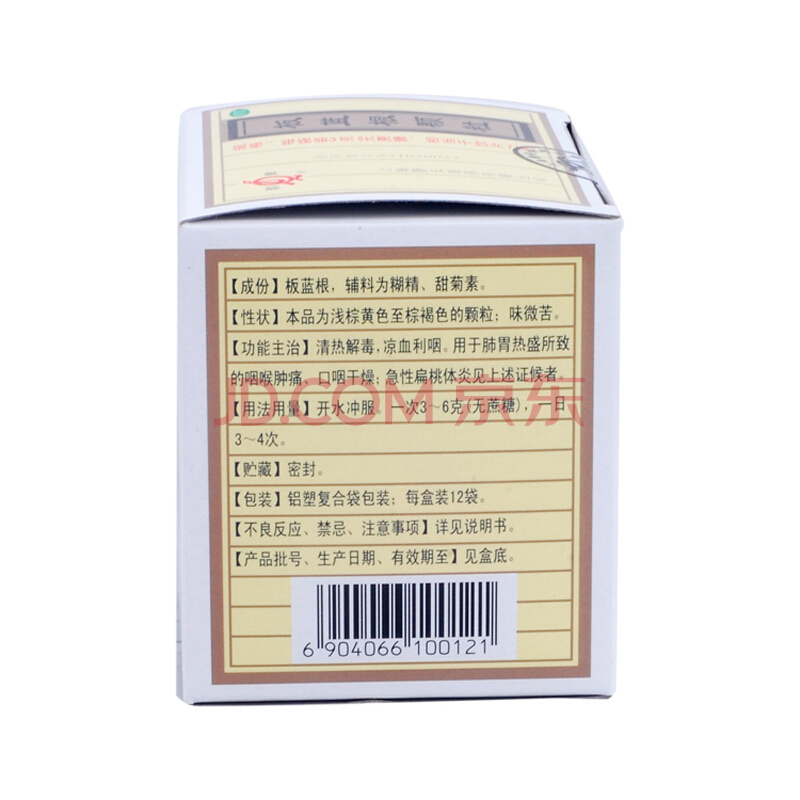 板蓝根颗粒
【成份】板蓝根，辅料为糊精、甜菊素。
【性状】本品为浅棕黄色至棕褐色的颗粒；味微苦。
【功能主治】清热解毒，凉血利咽。用于肺胃热盛所致
的咽喉肿痛、口咽干燥；急性扁桃体炎见上述证候者。
【用法用量】开水冲服，一次3～6克(无蔗糖)，一日
3～4次。
【贮藏】密封。
【包装】铝塑复合袋包装；每盒装12袋。
【不良反应、禁忌、注意事项】详见说明书。
【产品批号、生产日期、有效期至】见盒底。
6 904066 100121
JD.COM 京东